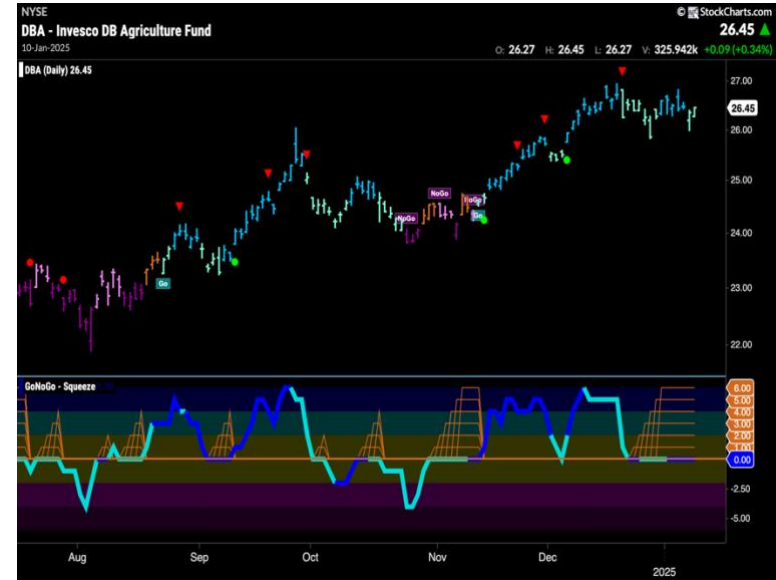 NYSE
© StockCharts.com
DBA - Invesco DB Agriculture Fund
26.45
10-Jan-2025
O: 26.27 H: 26.45 L: 26.27 V: 325.942k +0.09 (+0.34%)
DBA (Daily) 26.45
27.00
26.45
26.00
25.00
24.00
23.00
22.00
NoGo
NoGo
NoGo
Go
Go
GoNoGo - Squeeze
6.00
5.00
4.00
3.00
2.00
1.00
0.00
-2.50
-5.00
Aug
Sep
Oct
Nov
Dec
2025